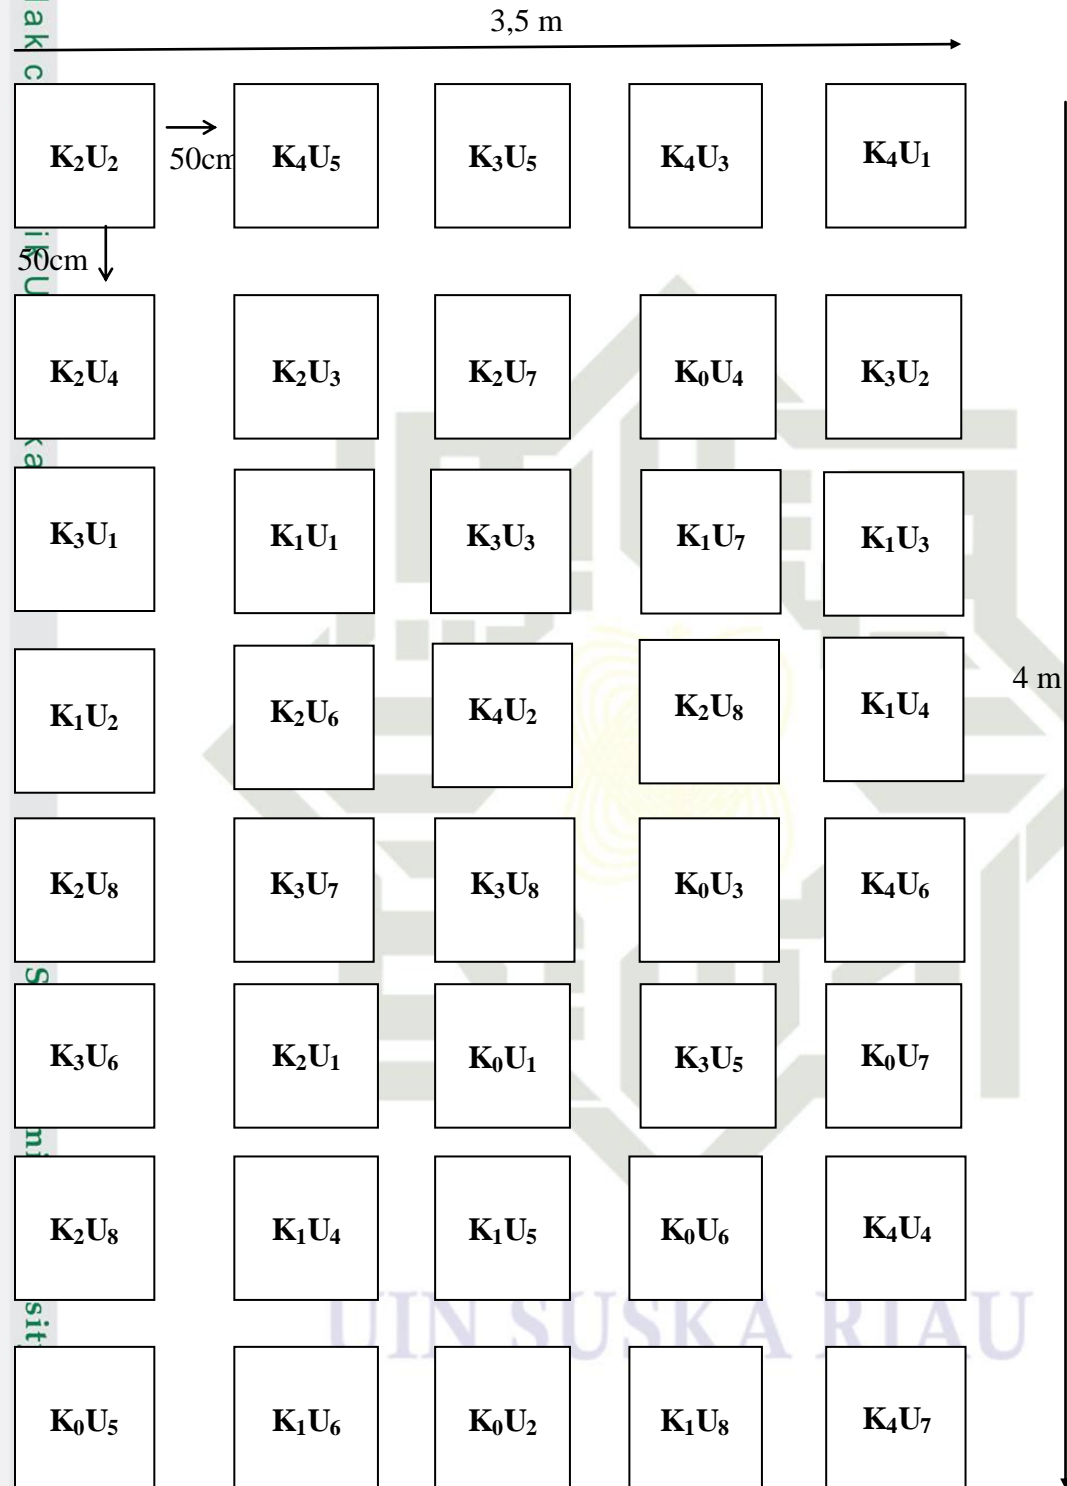 3,5 m
K₂U₂ 50cm K₄U₅ K₃U₅ K₄U₃ K₄U₁
50cm
K₂U₄ K₂U₃ K₂U₇ K₀U₄ K₃U₂
K₃U₁ K₁U₁ K₃U₃ K₁U₇ K₁U₃
4 m
K₁U₂ K₂U₆ K₄U₂ K₂U₈ K₁U₄
K₂U₈ K₃U₇ K₃U₈ K₀U₃ K₄U₆
K₃U₆ K₂U₁ K₀U₁ K₃U₅ K₀U₇
K₂U₈ K₁U₄ K₁U₅ K₀U₆ K₄U₄
UIN SUSKA RIAU
K₀U₅ K₁U₆ K₀U₂ K₁U₈ K₄U₇